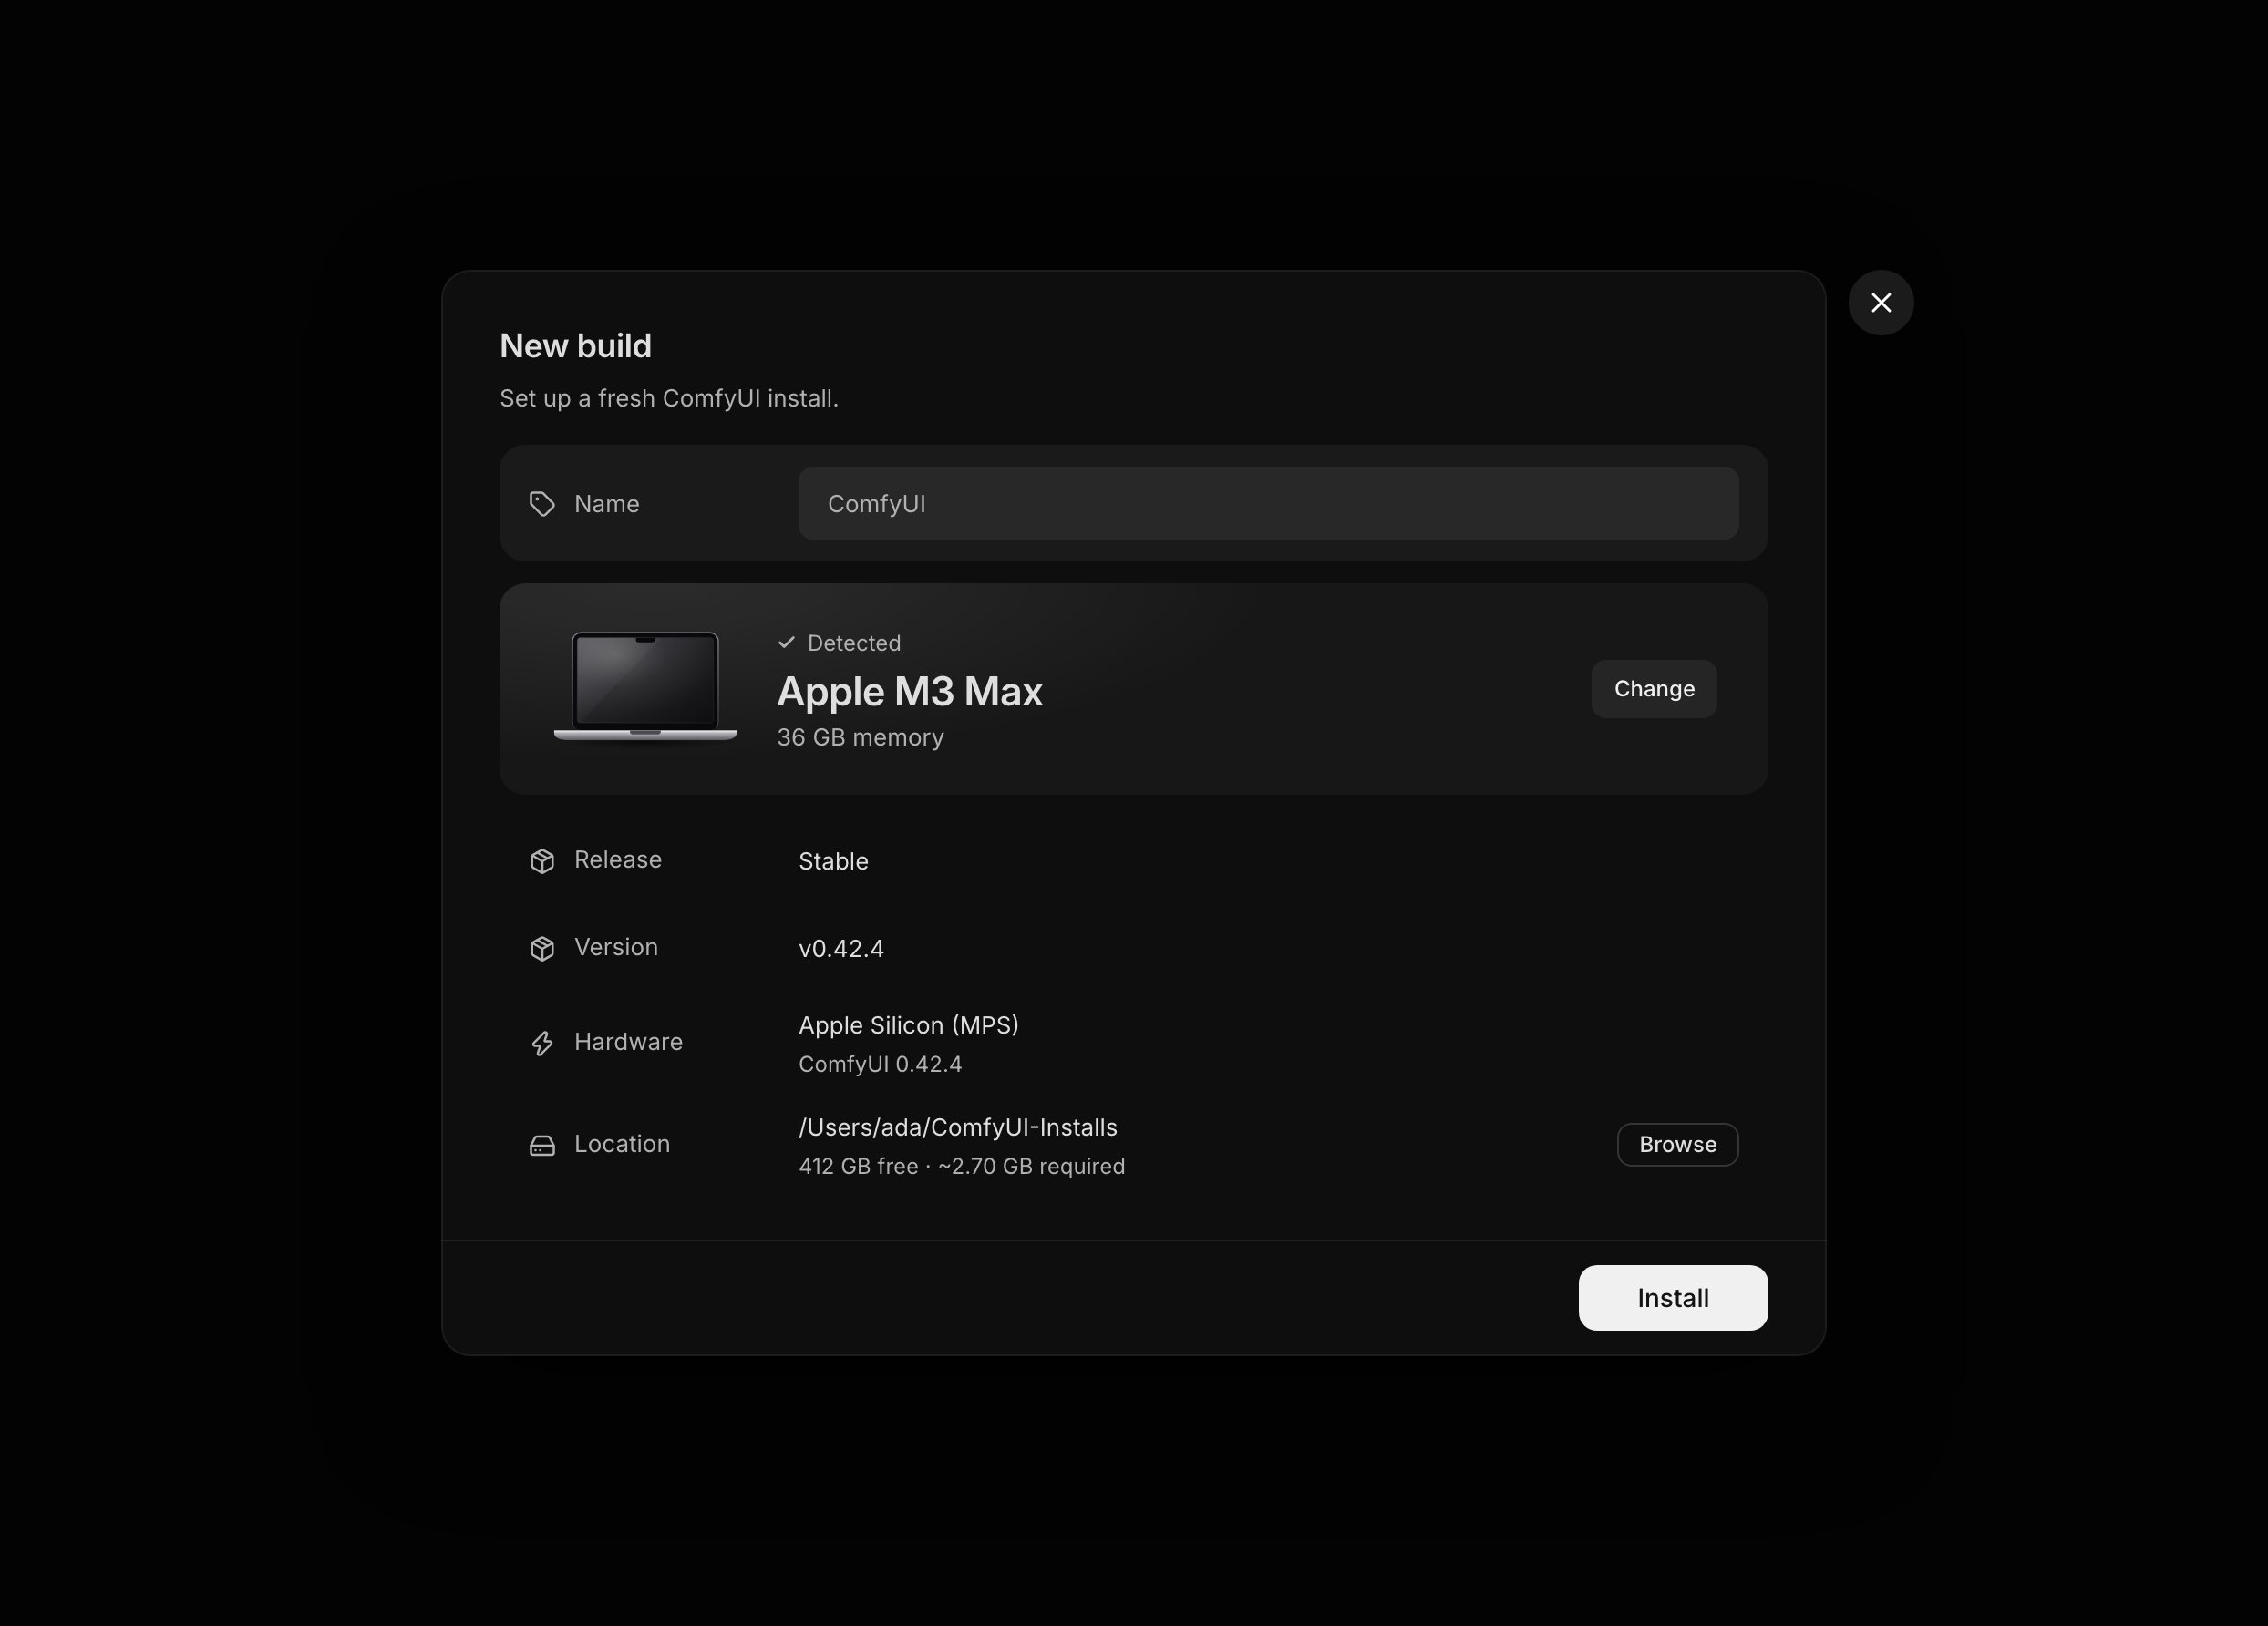 New build
Set up a fresh ComfyUI install.
Name
ComfyUI
Detected
Apple M3 Max
36 GB memory
Change
Release
Stable
Version
v0.42.4
Hardware
Apple Silicon (MPS)
ComfyUI 0.42.4
Location
/Users/ada/ComfyUI-Installs
412 GB free · ~2.70 GB required
Browse
Install